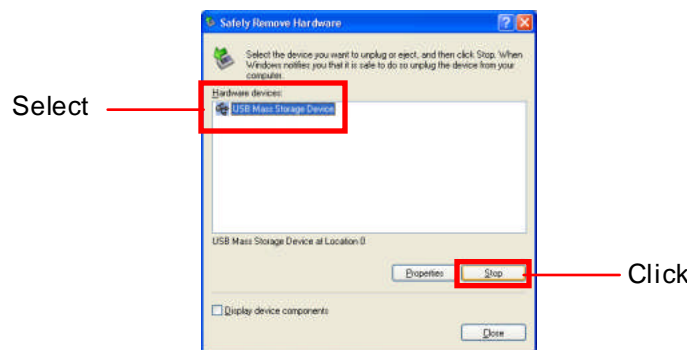 Safely Remove Hardware
Select the device you want to unplug or eject, and then click Stop. When
Windows notifies you that it is safe to do so unplug the device from your
computer.
Hardware devices:
Select
USB Mass Storage Device
USB Mass Storage Device at Location 0
Properties
Stop
Click
Display device components
Close